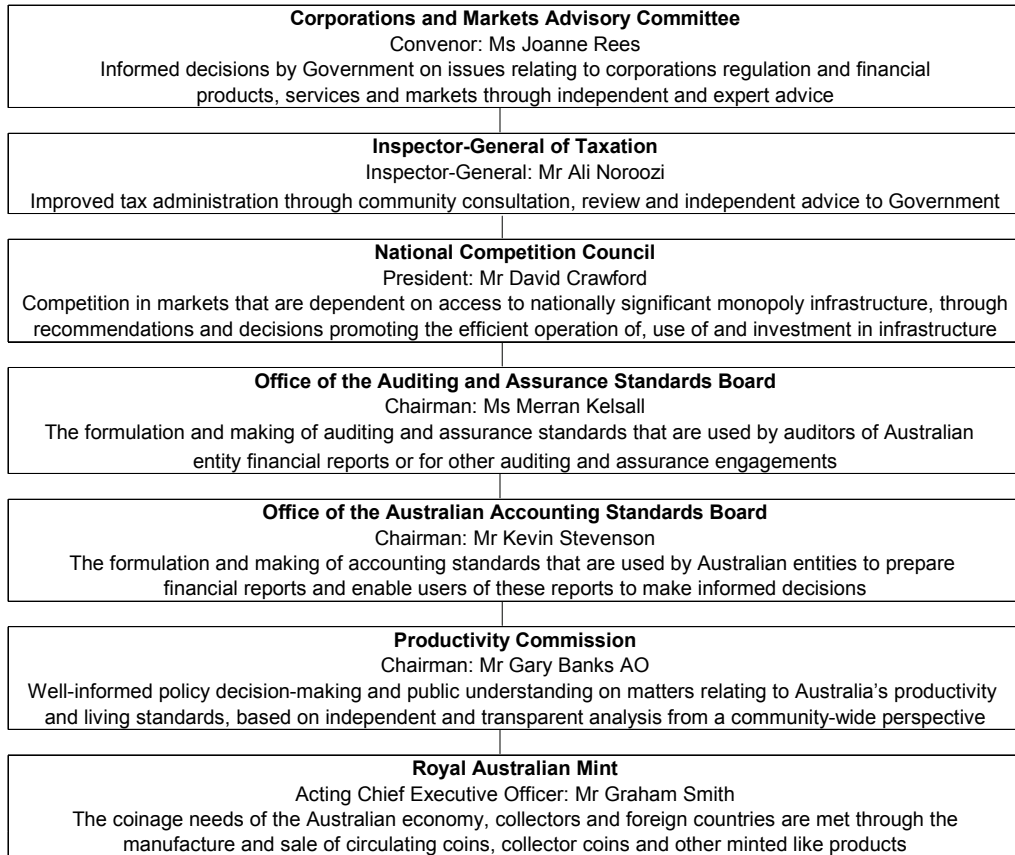 Corporations and Markets Advisory Committee
Convenor: Ms Joanne Rees
Informed decisions by Government on issues relating to corporations regulation and financial
products, services and markets through independent and expert advice
Inspector-General of Taxation
Inspector-General: Mr Ali Noroozi
Improved tax administration through community consultation, review and independent advice to Government
National Competition Council
President: Mr David Crawford
Competition in markets that are dependent on access to nationally significant monopoly infrastructure, through
recommendations and decisions promoting the efficient operation of, use of and investment in infrastructure
Office of the Auditing and Assurance Standards Board
Chairman: Ms Merran Kelsall
The formulation and making of auditing and assurance standards that are used by auditors of Australian
entity financial reports or for other auditing and assurance engagements
Office of the Australian Accounting Standards Board
Chairman: Mr Kevin Stevenson
The formulation and making of accounting standards that are used by Australian entities to prepare
financial reports and enable users of these reports to make informed decisions
Productivity Commission
Chairman: Mr Gary Banks AO
Well-informed policy decision-making and public understanding on matters relating to Australia’s productivity
and living standards, based on independent and transparent analysis from a community-wide perspective
Royal Australian Mint
Acting Chief Executive Officer: Mr Graham Smith
The coinage needs of the Australian economy, collectors and foreign countries are met through the
manufacture and sale of circulating coins, collector coins and other minted like products